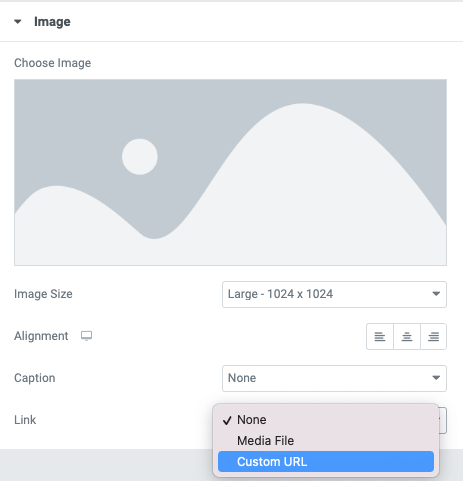 Image
Choose Image
Image Size
Large - 1024 x 1024
Alignment
Caption
None
Link
None
Media File
Custom URL